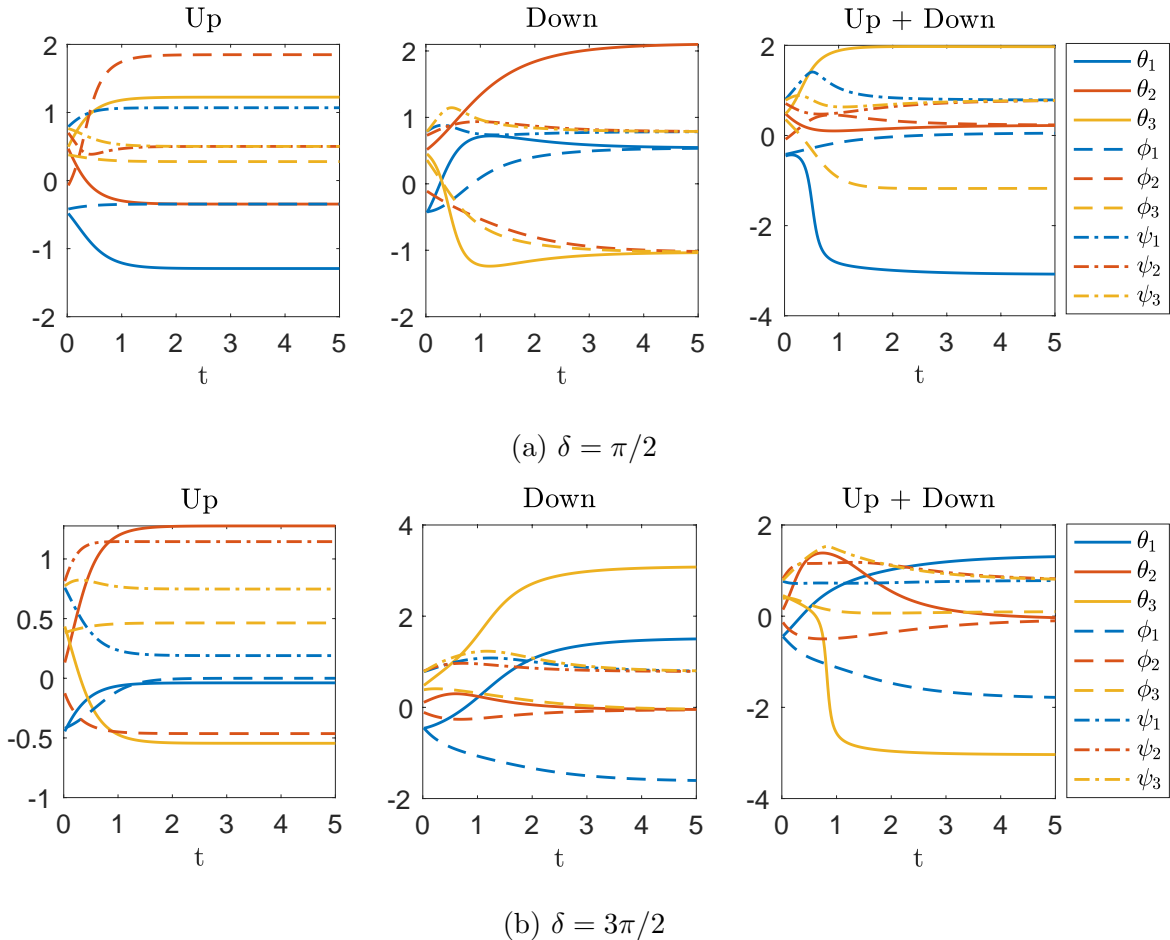 Up
Down
Up + Down
2
1
0
-1
-2
0 1 2 3 4 5
t
2
1
0
-1
-2
0 1 2 3 4 5
t
2
0
-2
-4
0 1 2 3 4 5
t
θ₁
θ₂
θ₃
ϕ₁
ϕ₂
ϕ₃
ψ₁
ψ₂
ψ₃
(a) δ = π/2
Up
Down
Up + Down
1
0.5
0
-0.5
-1
0 1 2 3 4 5
t
4
2
0
-2
0 1 2 3 4 5
t
2
0
-2
-4
0 1 2 3 4 5
t
θ₁
θ₂
θ₃
ϕ₁
ϕ₂
ϕ₃
ψ₁
ψ₂
ψ₃
(b) δ = 3π/2